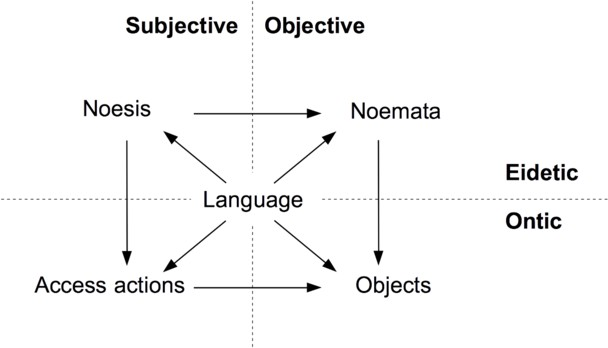 Subjective Objective
Noesis Noemata
Eidetic
Language
Ontic
Access actions Objects